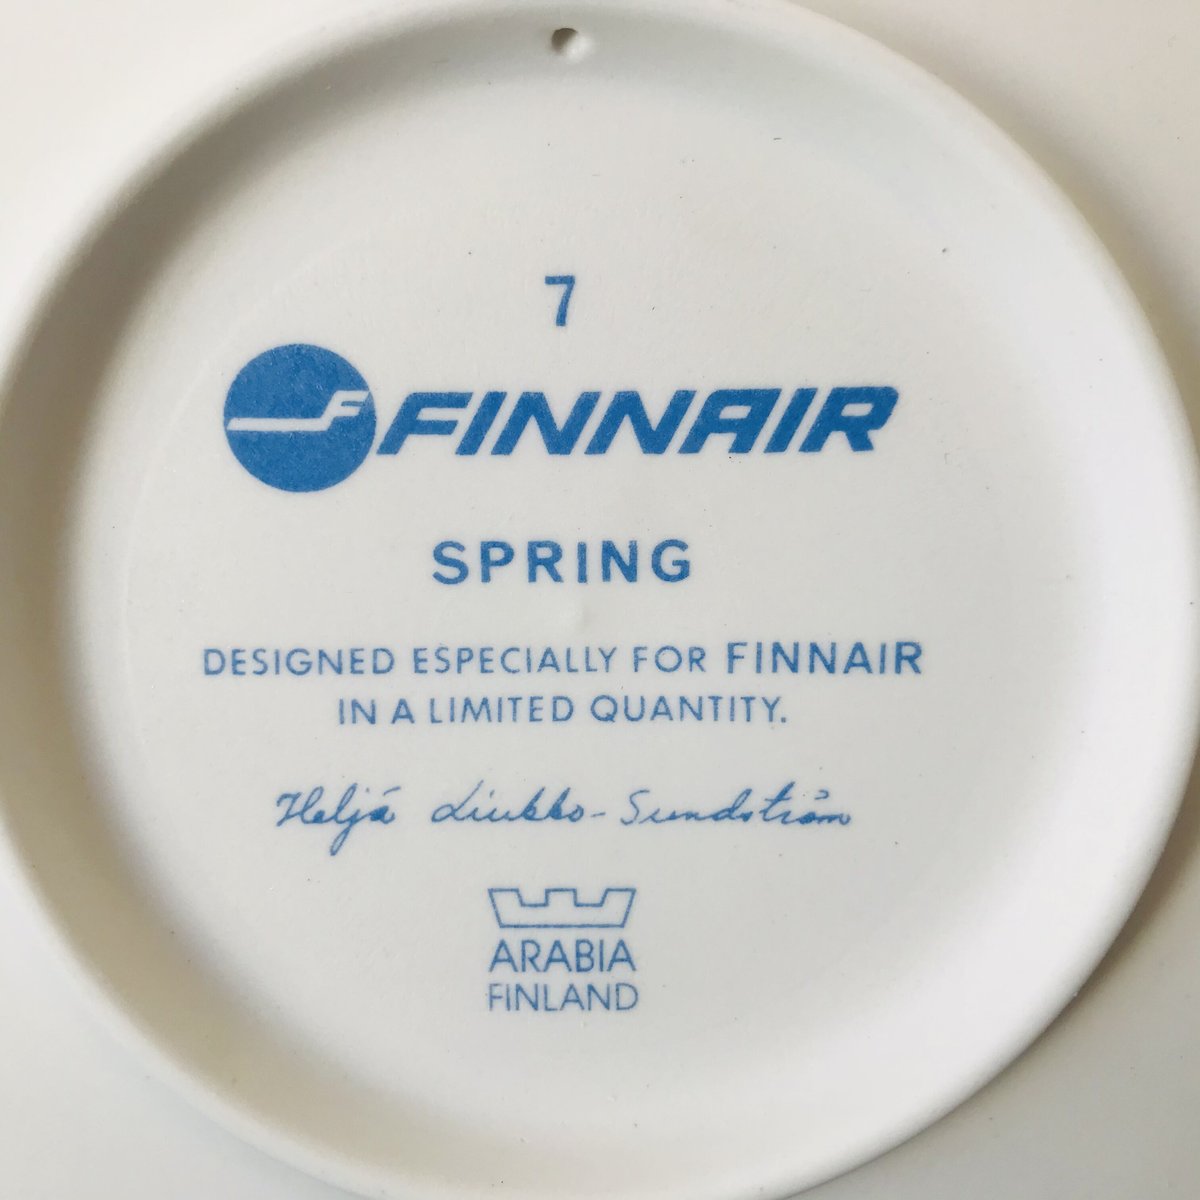 7
F FINNAIR
SPRING
DESIGNED ESPECIALLY FOR FINNAIR
IN A LIMITED QUANTITY.
Heljä Liukko-Sundström
ARABIA
FINLAND